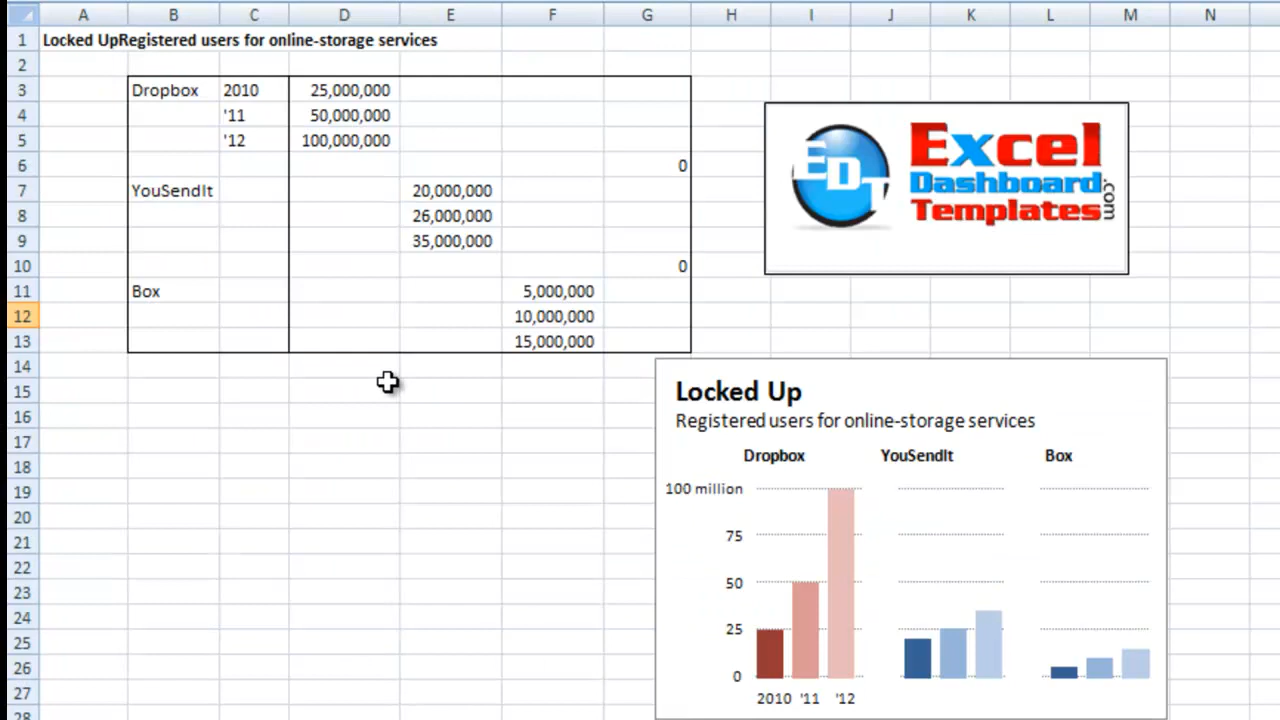 A B C D E F G H I J K L M N
1 Locked UpRegistered users for online-storage services
2
3 Dropbox 2010 25,000,000
4 '11 50,000,000
5 '12 100,000,000
6 0
7 YouSendIt 20,000,000
8 26,000,000
9 35,000,000
10 0
11 Box 5,000,000
12 10,000,000
13 15,000,000
14
15
16
17
18
19
20
21
22
23
24
25
26
27
28
EDT
Excel
Dashboard
Templates
.com
Locked Up
Registered users for online-storage services
Dropbox YouSendIt Box
100 million
75
50
25
0
2010 '11 '12